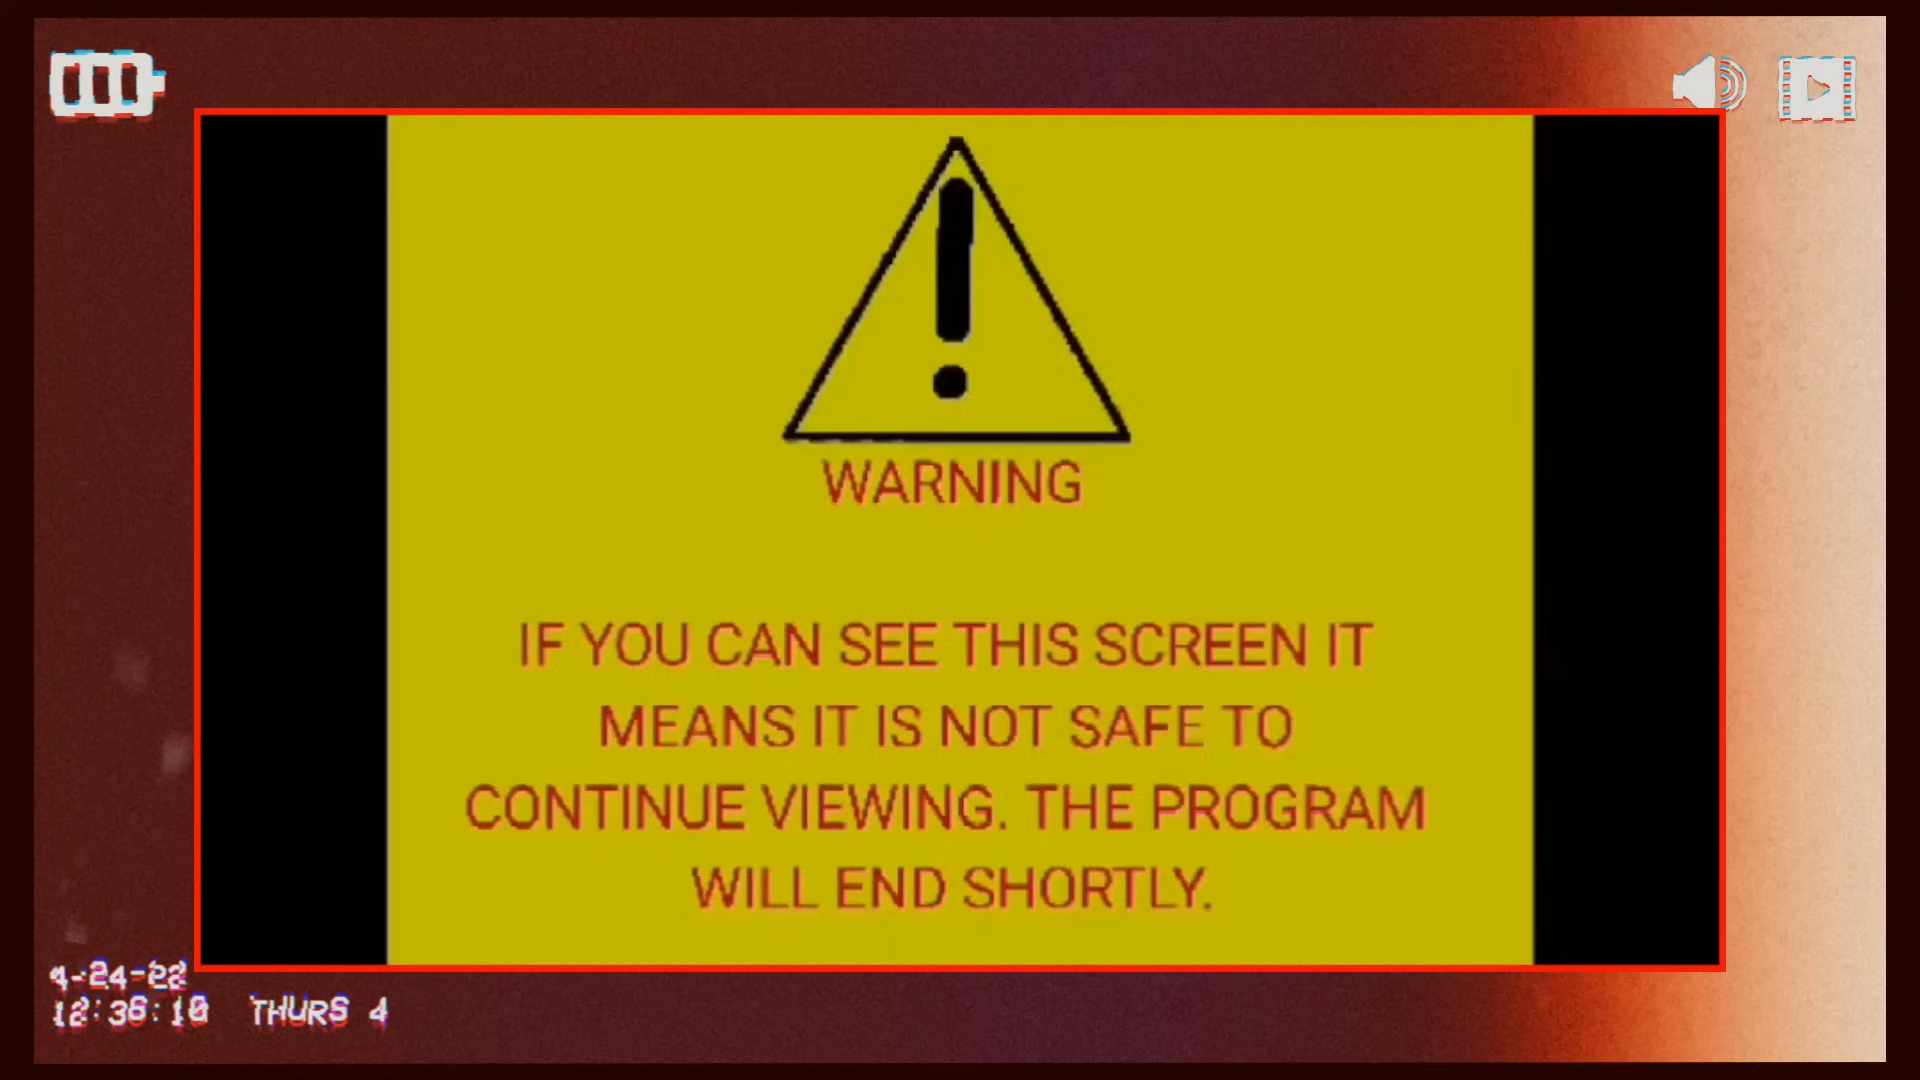 WARNING
IF YOU CAN SEE THIS SCREEN IT
MEANS IT IS NOT SAFE TO
CONTINUE VIEWING. THE PROGRAM
WILL END SHORTLY.
4-24-22
12:36:10 THURS 4